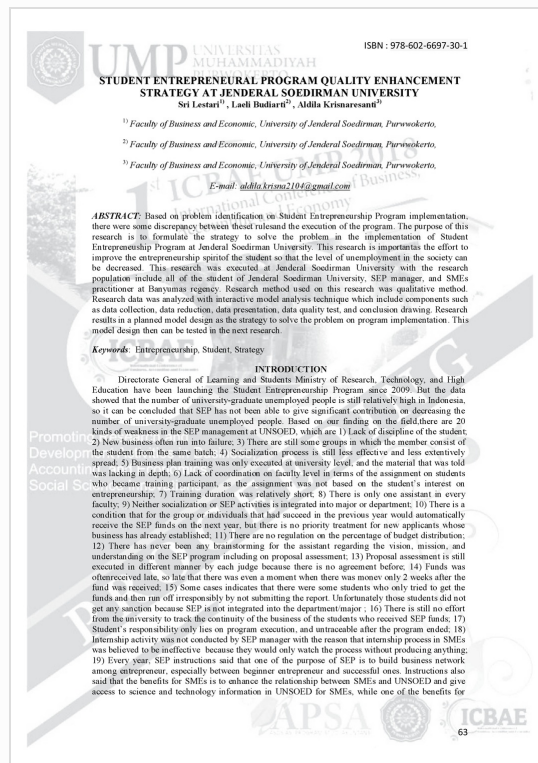 ISBN : 978-602-6697-30-1
UMP UNIVERSITAS
MUHAMMADIYAH
PURWOKERTO
STUDENT ENTREPRENEURAL PROGRAM QUALITY ENHANCEMENT
STRATEGY AT JENDERAL SOEDIRMAN UNIVERSITY
Sri Lestari1) , Laeli Budiarti2) , Aldila Krisnaresanti3)
1) Faculty of Business and Economic, University of Jenderal Soedirman, Purwwokerto,
2) Faculty of Business and Economic, University of Jenderal Soedirman, Purwwokerto,
3) Faculty of Business and Economic, University of Jenderal Soedirman, Purwwokerto,
1st ICBAE UMP 2018
E-mail: aldila.krisna2104@gmail.com
International Conference of Business,
Economy
ABSTRACT: Based on problem identification on Student Entrepreneurship Program implementation,
there were some discrepancy between theset rulesand the execution of the program. The purpose of this
research is to formulate the strategy to solve the problem in the implementation of Student
Entrepreneurship Program at Jenderal Soedirman University. This research is importantas the effort to
improve the entrepreneurship spiritof the student so that the level of unemployment in the society can
be decreased. This research was executed at Jenderal Soedirman University with the research
population include all of the student of Jenderal Soedirman University, SEP manager, and SMEs
practitioner at Banyumas regency. Research method used on this research was qualitative method.
Research data was analyzed with interactive model analysis technique which include components such
as data collection, data reduction, data presentation, data quality test, and conclusion drawing. Research
results in a planned model design as the strategy to solve the problem on program implementation. This
model design then can be tested in the next research.
ICBAE
Keywords: Entrepreneurship, Student, Strategy
INTRODUCTION
Directorate General of Learning and Students Ministry of Research, Technology, and High
Education have been launching the Student Entrepreneurship Program since 2009. But the data
showed that the number of university-graduate unemployed people is still relatively high in Indonesia,
so it can be concluded that SEP has not been able to give significant contribution on decreasing the
number of university-graduate unemployed people. Based on our finding on the field,there are 20
kinds of weakness in the SEP management at UNSOED, which are 1) Lack of discipline of the student;
2) New business often run into failure; 3) There are still some groups in which the member consist of
the student from the same batch; 4) Socialization process is still less effective and less extentively
spread; 5) Business plan training was only executed at university level, and the material that was told
was lacking in depth; 6) Lack of coordination on faculty level in terms of the assignment on students
who became training participant, as the assignment was not based on the student's interest on
entrepreneurship; 7) Training duration was relatively short; 8) There is only one assistant in every
faculty; 9) Neither socialization or SEP activities is integrated into major or department; 10) There is a
condition that for the group or individuals that had succeed in the previous year would automatically
receive the SEP funds on the next year, but there is no priority treatment for new applicants whose
business has already established; 11) There are no regulation on the percentage of budget distribution;
12) There has never been any brainstorming for the assistant regarding the vision, mission, and
understanding on the SEP program including on proposal assessment; 13) Proposal assessment is still
executed in different manner by each judge because there is no agreement before; 14) Funds was
oftenreceived late, so late that there was even a moment when there was money only 2 weeks after the
fund was received; 15) Some cases indicates that there were some students who only tried to get the
funds and then run off irresponsibly by not submitting the report. Unfortunately those students did not
get any sanction because SEP is not integrated into the department/major ; 16) There is still no effort
from the university to track the continuity of the business of the students who received SEP funds; 17)
Student's responsibility only lies on program execution, and untraceable after the program ended; 18)
Internship activity was not conducted by SEP manager with the reason that internship process in SMEs
was believed to be ineffective because they would only watch the process without producing anything;
19) Every year, SEP instructions said that one of the purpose of SEP is to build business network
among entrepreneur, especially between beginner entrepreneur and successful ones. Instructions also
said that the benefits for SMEs is to enhance the relationship between SMEs and UNSOED and give
access to science and technology information in UNSOED for SMEs, while one of the benefits for
APSA
ICBAE
63